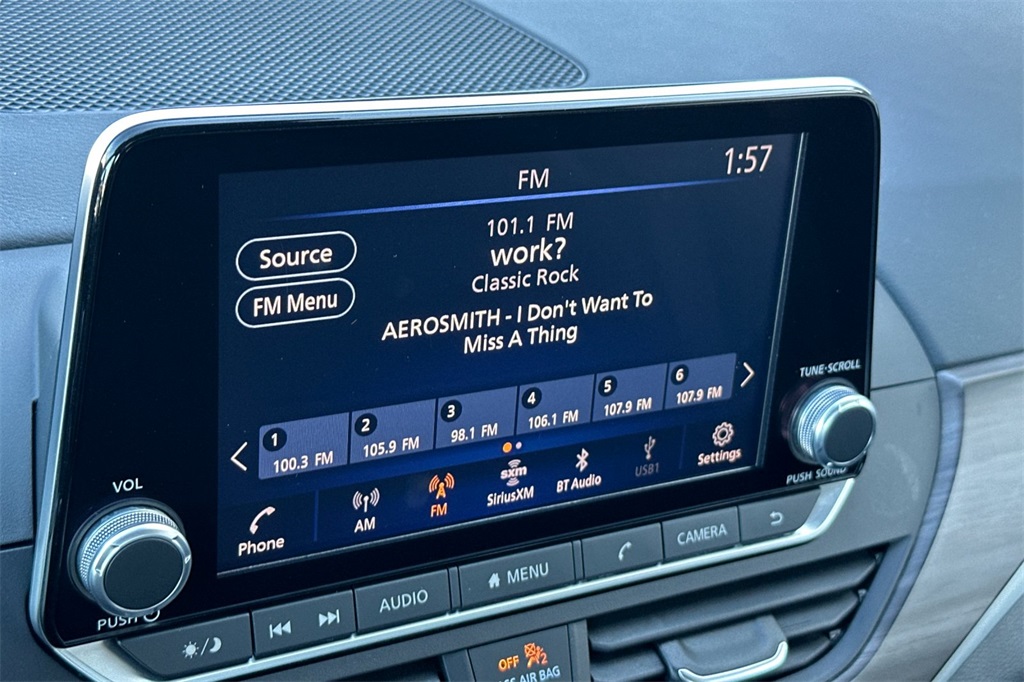 FM
1:57
101.1 FM
work?
Classic Rock
AEROSMITH - I Don't Want To
Miss A Thing
Source
FM Menu
1
100.3 FM
2
105.9 FM
3
98.1 FM
4
106.1 FM
5
107.9 FM
6
107.9 FM
Phone
AM
FM
sxm
SiriusXM
BT Audio
USB1
Settings
VOL
PUSH
TUNE·SCROLL
PUSH SOUND
AUDIO
MENU
CAMERA
OFF
2
AIR BAG